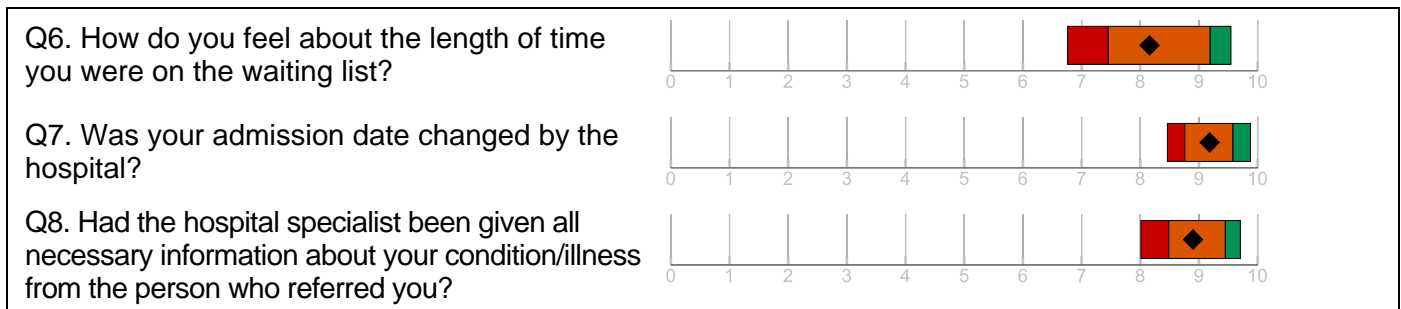 Q6. How do you feel about the length of time
you were on the waiting list?
0 1 2 3 4 5 6 7 8 9 10
Q7. Was your admission date changed by the
hospital?
0 1 2 3 4 5 6 7 8 9 10
Q8. Had the hospital specialist been given all
necessary information about your condition/illness
from the person who referred you?
0 1 2 3 4 5 6 7 8 9 10